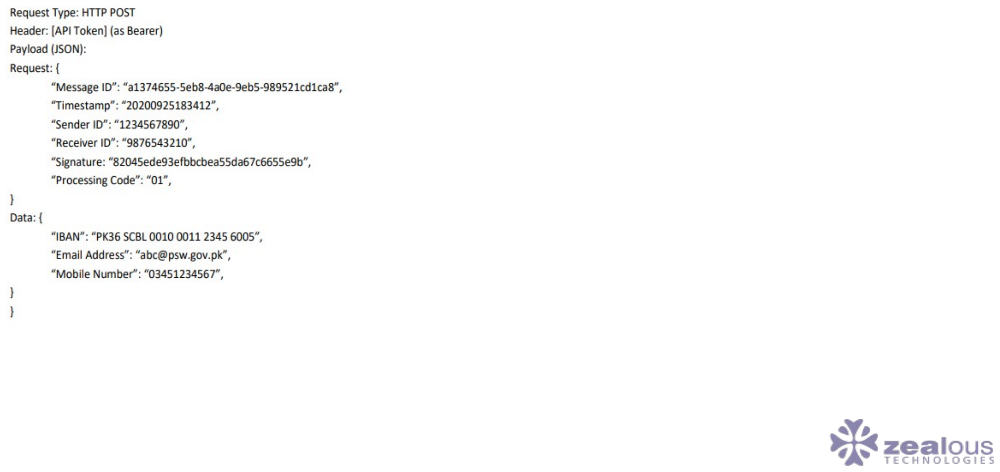 Request Type: HTTP POST
Header: [API Token] (as Bearer)
Payload (JSON):
Request: {
“Message ID”: “a1374655-5eb8-4a0e-9eb5-989521cd1ca8”,
“Timestamp”: “20200925183412”,
“Sender ID”: “1234567890”,
“Receiver ID”: “9876543210”,
“Signature: “82045ede93efbbcbea55da67c6655e9b”,
“Processing Code”: “01”,
}
Data: {
“IBAN”: “PK36 SCBL 0010 0011 2345 6005”,
“Email Address”: “abc@psw.gov.pk”,
“Mobile Number”: “03451234567”,
}
}
zealous
TECHNOLOGIES